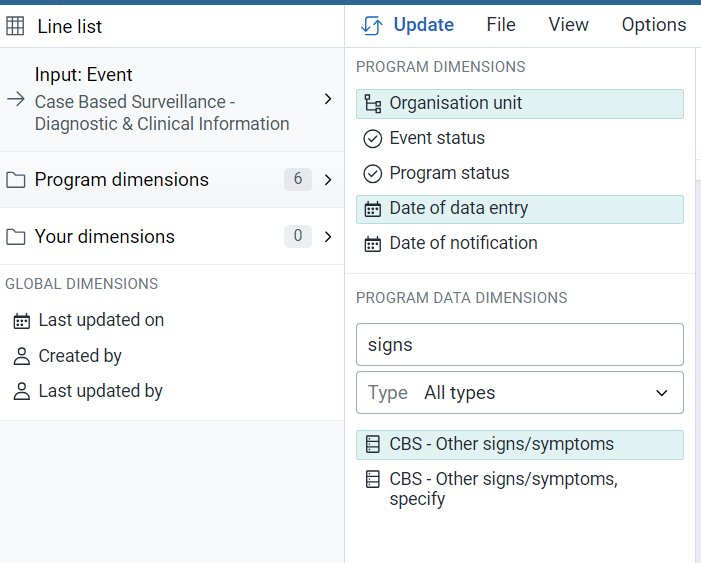 Line list
Input: Event
Case Based Surveillance -
Diagnostic & Clinical Information
Program dimensions 6
Your dimensions 0
GLOBAL DIMENSIONS
Last updated on
Created by
Last updated by
Update File View Options
PROGRAM DIMENSIONS
Organisation unit
Event status
Program status
Date of data entry
Date of notification
PROGRAM DATA DIMENSIONS
signs
Type All types
CBS - Other signs/symptoms
CBS - Other signs/symptoms,
specify